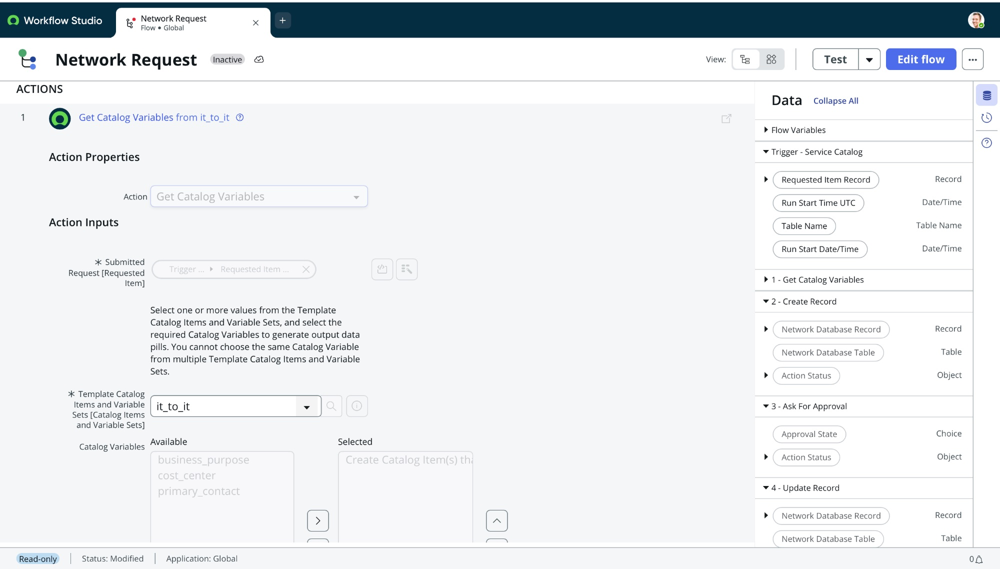 Workflow Studio
Network Request
Flow • Global
Network Request
Inactive
View:
Test
Edit flow
ACTIONS
1
Get Catalog Variables from it_to_it
Action Properties
Action
Get Catalog Variables
Action Inputs
* Submitted
Request [Requested
Item]
Trigger ...
Requested Item ...
Select one or more values from the Template
Catalog Items and Variable Sets, and select the
required Catalog Variables to generate output data
pills. You cannot choose the same Catalog Variable
from multiple Template Catalog Items and Variable
Sets.
* Template Catalog
Items and Variable
Sets [Catalog Items
and Variable Sets]
it_to_it
Catalog Variables
Available
business_purpose
cost_center
primary_contact
Selected
Create Catalog Item(s) tha
Data
Collapse All
Flow Variables
Trigger - Service Catalog
Requested Item Record
Record
Run Start Time UTC
Date/Time
Table Name
Table Name
Run Start Date/Time
Date/Time
1 - Get Catalog Variables
2 - Create Record
Network Database Record
Record
Network Database Table
Table
Action Status
Object
3 - Ask For Approval
Approval State
Choice
Action Status
Object
4 - Update Record
Network Database Record
Record
Network Database Table
Table
Read-only
Status: Modified
Application: Global
0